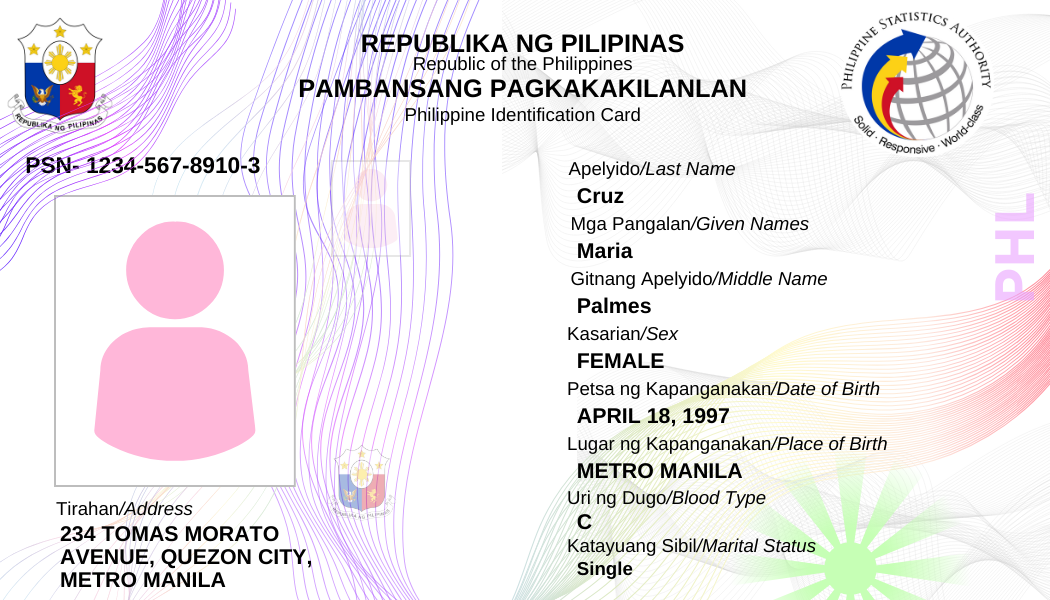 REPUBLIKA NG PILIPINAS
Republic of the Philippines
PAMBANSANG PAGKAKAKILANLAN
Philippine Identification Card
REPUBLIKA NG PILIPINAS
PHILIPPINE STATISTICS AUTHORITY
Solid · Responsive · World-class
PSN- 1234-567-8910-3
Apelyido/Last Name
Cruz
Mga Pangalan/Given Names
Maria
Gitnang Apelyido/Middle Name
Palmes
Kasarian/Sex
FEMALE
Petsa ng Kapanganakan/Date of Birth
APRIL 18, 1997
Lugar ng Kapanganakan/Place of Birth
METRO MANILA
Uri ng Dugo/Blood Type
C
Katayuang Sibil/Marital Status
Single
PHL
Tirahan/Address
234 TOMAS MORATO
AVENUE, QUEZON CITY,
METRO MANILA
REPUBLIKA NG PILIPINAS